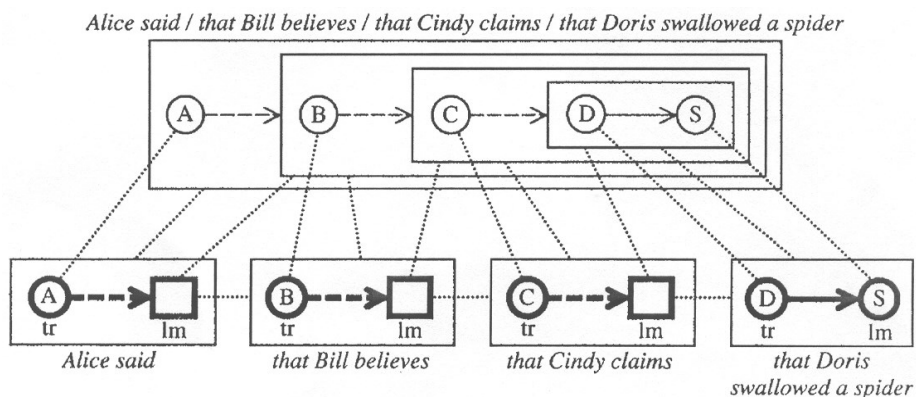 Alice said / that Bill believes / that Cindy claims / that Doris swallowed a spider
A B C D S
A B C D S
tr lm tr lm tr lm tr lm
Alice said that Bill believes that Cindy claims that Doris
swallowed a spider